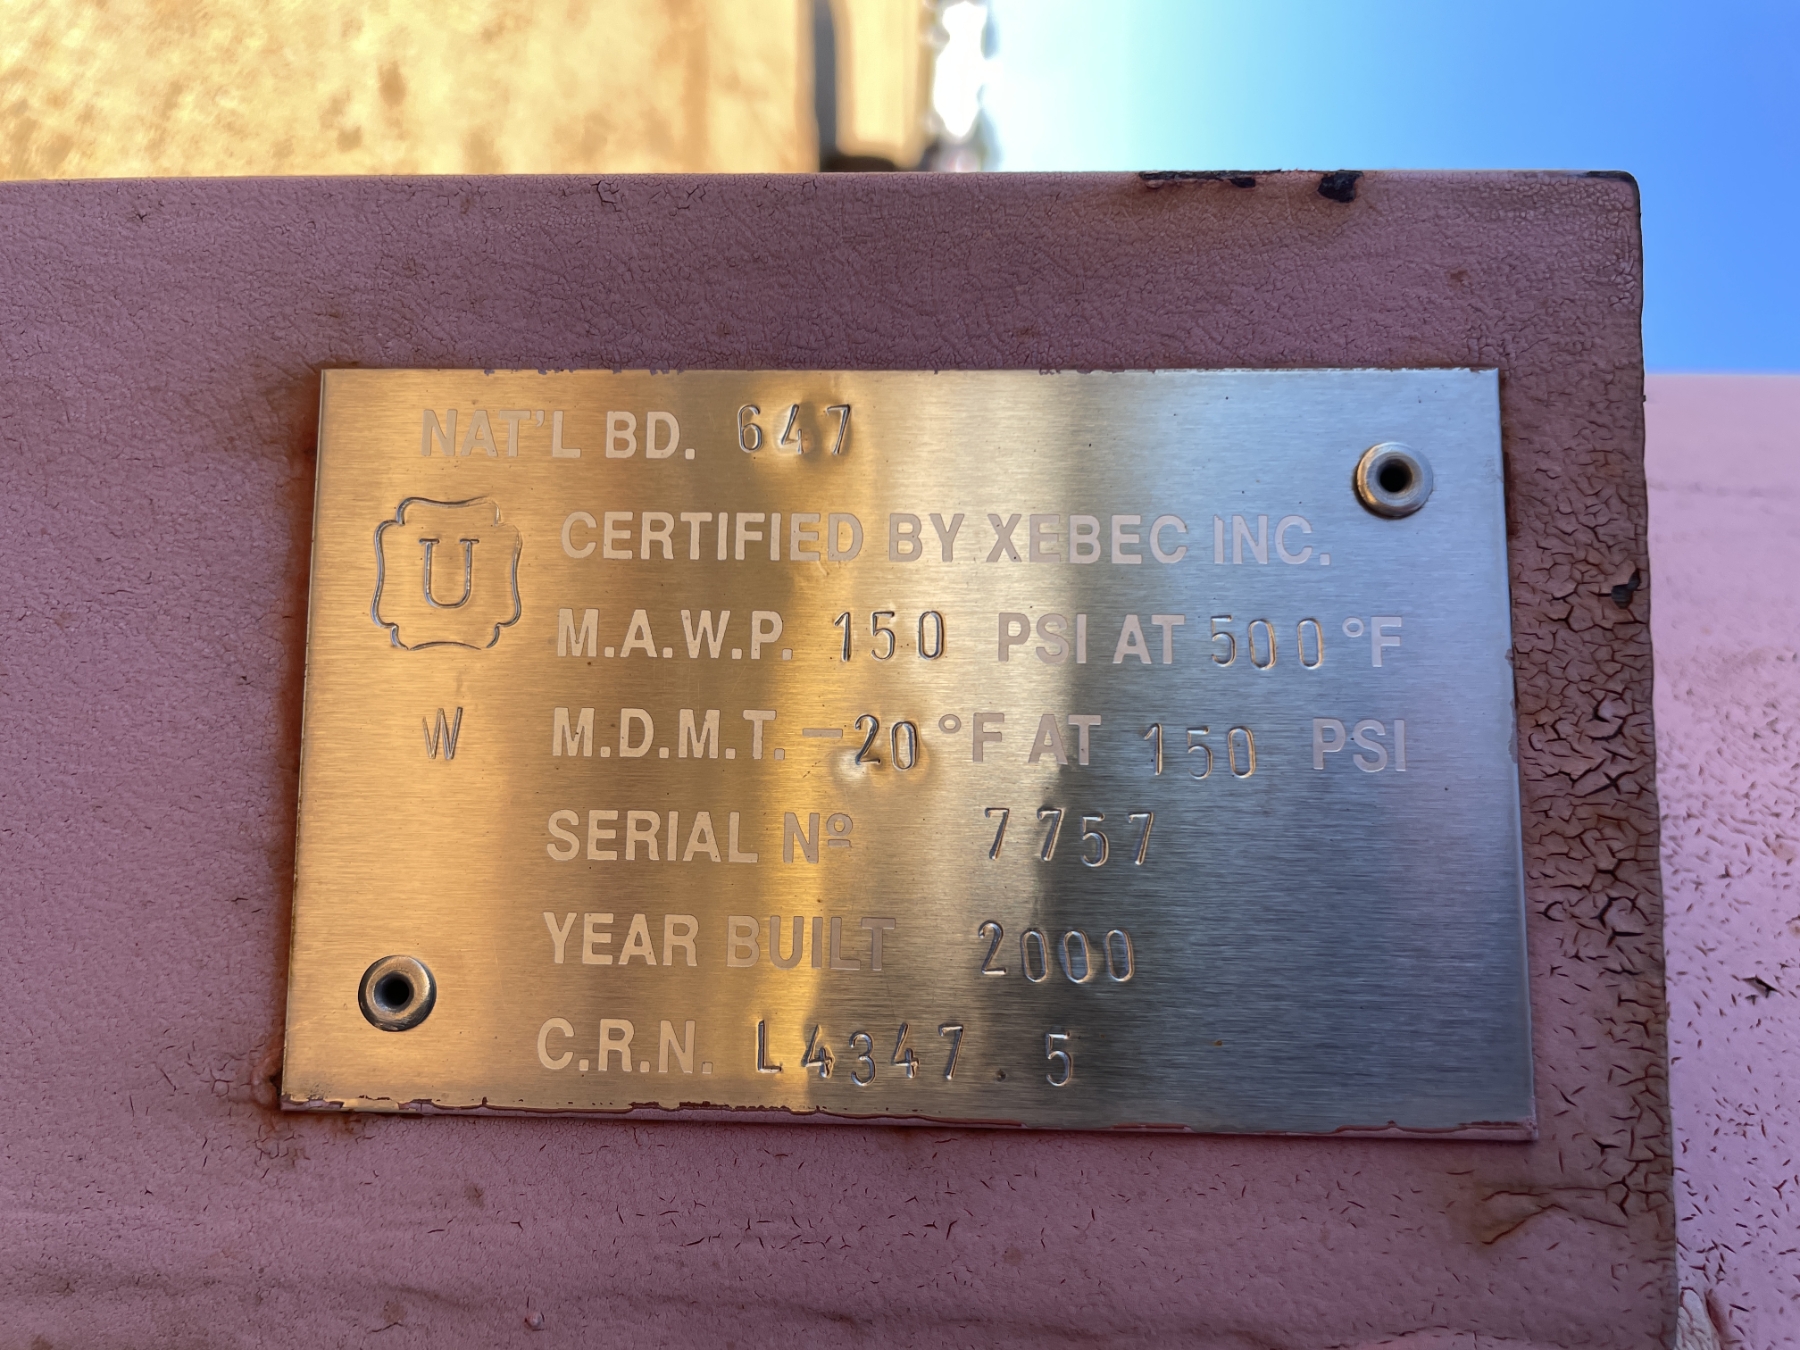 NAT'L BD. 647
U
CERTIFIED BY XEBEC INC.
M.A.W.P. 150 PSI AT 500 °F
W
M.D.M.T. -20 °F AT 150 PSI
SERIAL Nº 7757
YEAR BUILT 2000
C.R.N. L4347.5